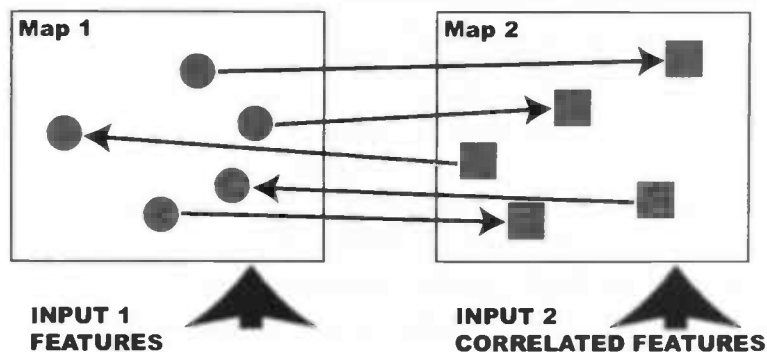 Map 1
Map 2
INPUT 1
FEATURES
INPUT 2
CORRELATED FEATURES